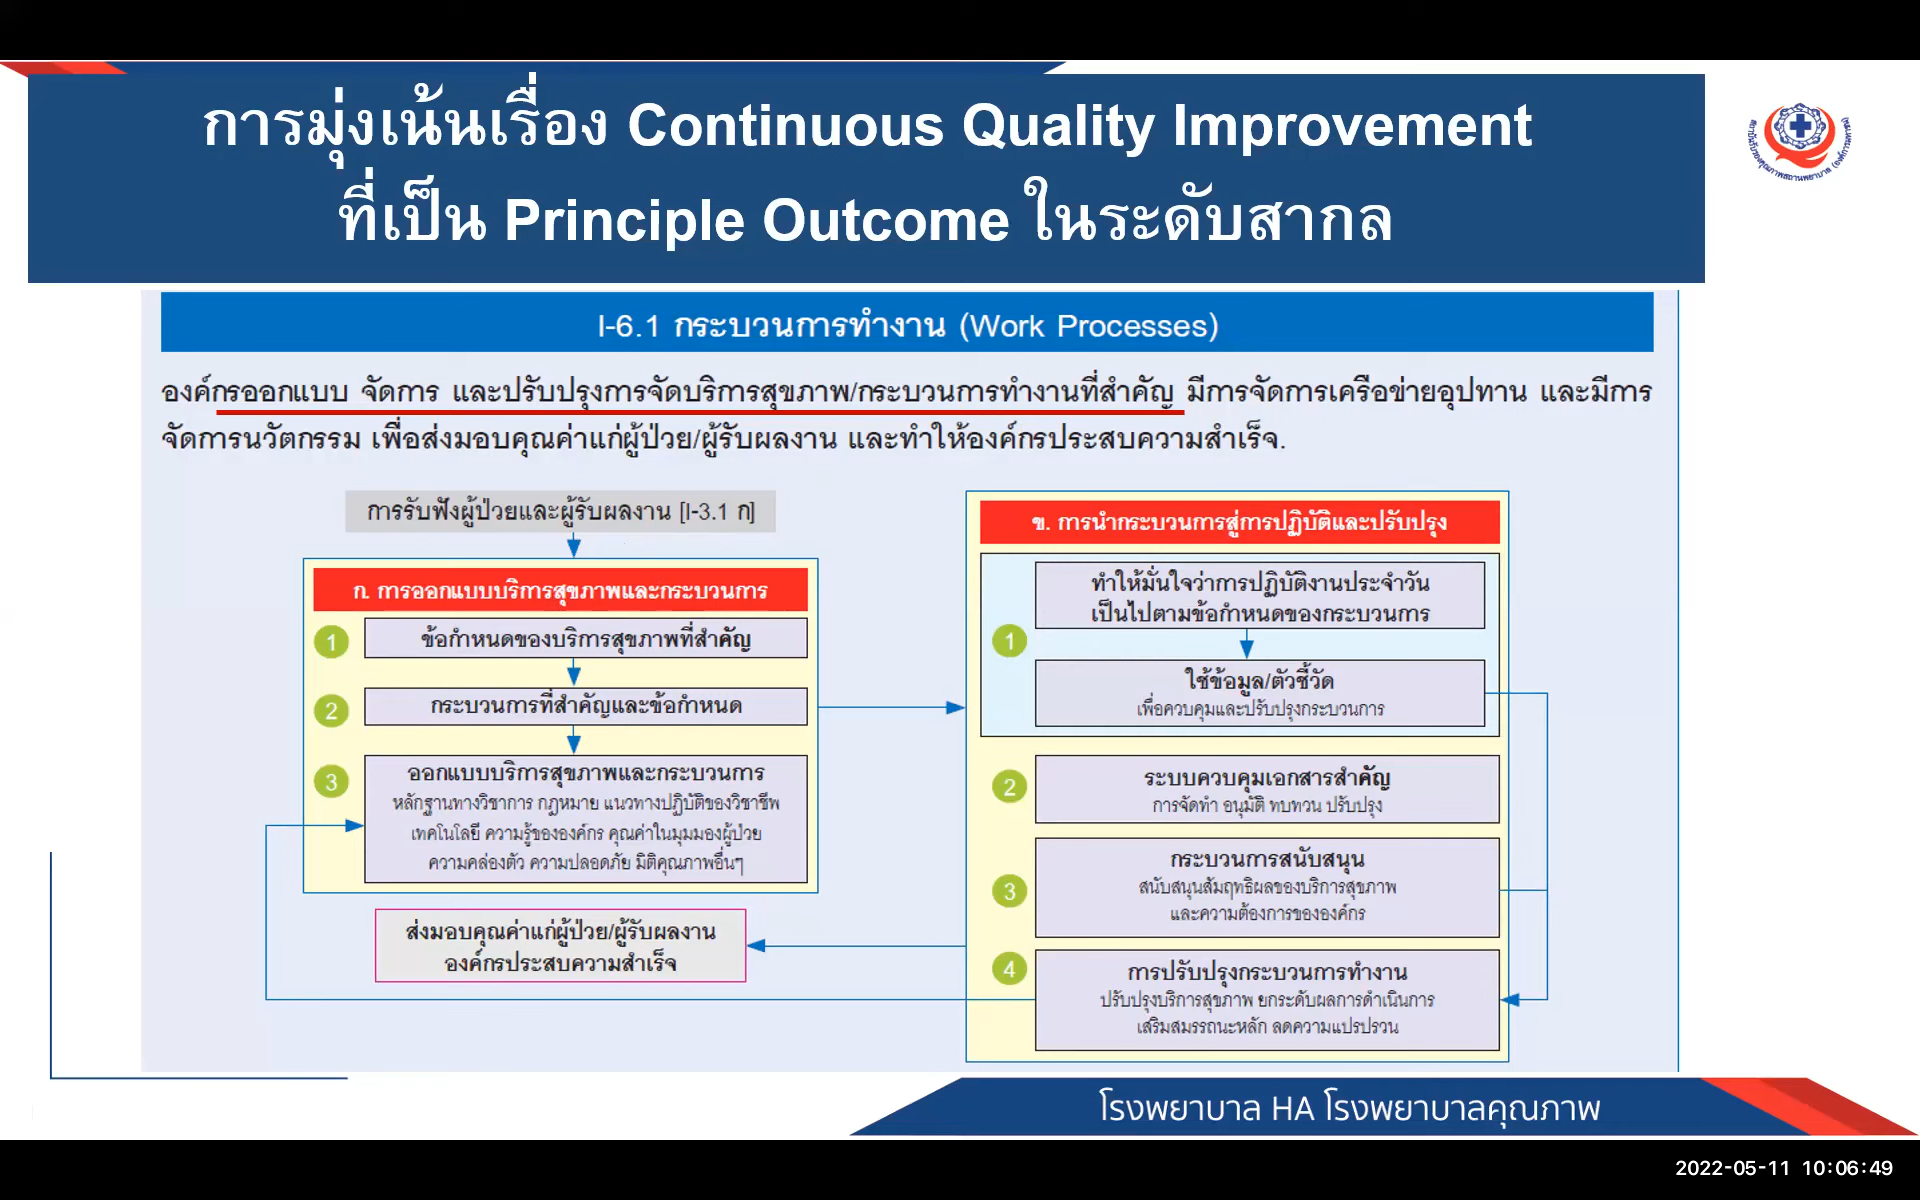 การมุ่งเน้นเรื่อง Continuous Quality Improvement
ที่เป็น Principle Outcome ในระดับสากล
สถาบันรับรองคุณภาพสถานพยาบาล (องค์การมหาชน)
I-6.1 กระบวนการทำงาน (Work Processes)
องค์กรออกแบบ จัดการ และปรับปรุงการจัดบริการสุขภาพ/กระบวนการทำงานที่สำคัญ มีการจัดการเครือข่ายอุปทาน และมีการ
จัดการนวัตกรรม เพื่อส่งมอบคุณค่าแก่ผู้ป่วย/ผู้รับผลงาน และทำให้องค์กรประสบความสำเร็จ.
การรับฟังผู้ป่วยและผู้รับผลงาน [I-3.1 ก]
ก. การออกแบบบริการสุขภาพและกระบวนการ
1
ข้อกำหนดของบริการสุขภาพที่สำคัญ
2
กระบวนการที่สำคัญและข้อกำหนด
3
ออกแบบบริการสุขภาพและกระบวนการ
หลักฐานทางวิชาการ กฎหมาย แนวทางปฏิบัติของวิชาชีพ
เทคโนโลยี ความรู้ขององค์กร คุณค่าในมุมมองผู้ป่วย
ความคล่องตัว ความปลอดภัย มิติคุณภาพอื่นๆ
ส่งมอบคุณค่าแก่ผู้ป่วย/ผู้รับผลงาน
องค์กรประสบความสำเร็จ
ข. การนำกระบวนการสู่การปฏิบัติและปรับปรุง
1
ทำให้มั่นใจว่าการปฏิบัติงานประจำวัน
เป็นไปตามข้อกำหนดของกระบวนการ
ใช้ข้อมูล/ตัวชี้วัด
เพื่อควบคุมและปรับปรุงกระบวนการ
2
ระบบควบคุมเอกสารสำคัญ
การจัดทำ อนุมัติ ทบทวน ปรับปรุง
3
กระบวนการสนับสนุน
สนับสนุนสัมฤทธิผลของบริการสุขภาพ
และความต้องการขององค์กร
4
การปรับปรุงกระบวนการทำงาน
ปรับปรุงบริการสุขภาพ ยกระดับผลการดำเนินการ
เสริมสมรรถนะหลัก ลดความแปรปรวน
โรงพยาบาล HA โรงพยาบาลคุณภาพ
2022-05-11 10:06:49